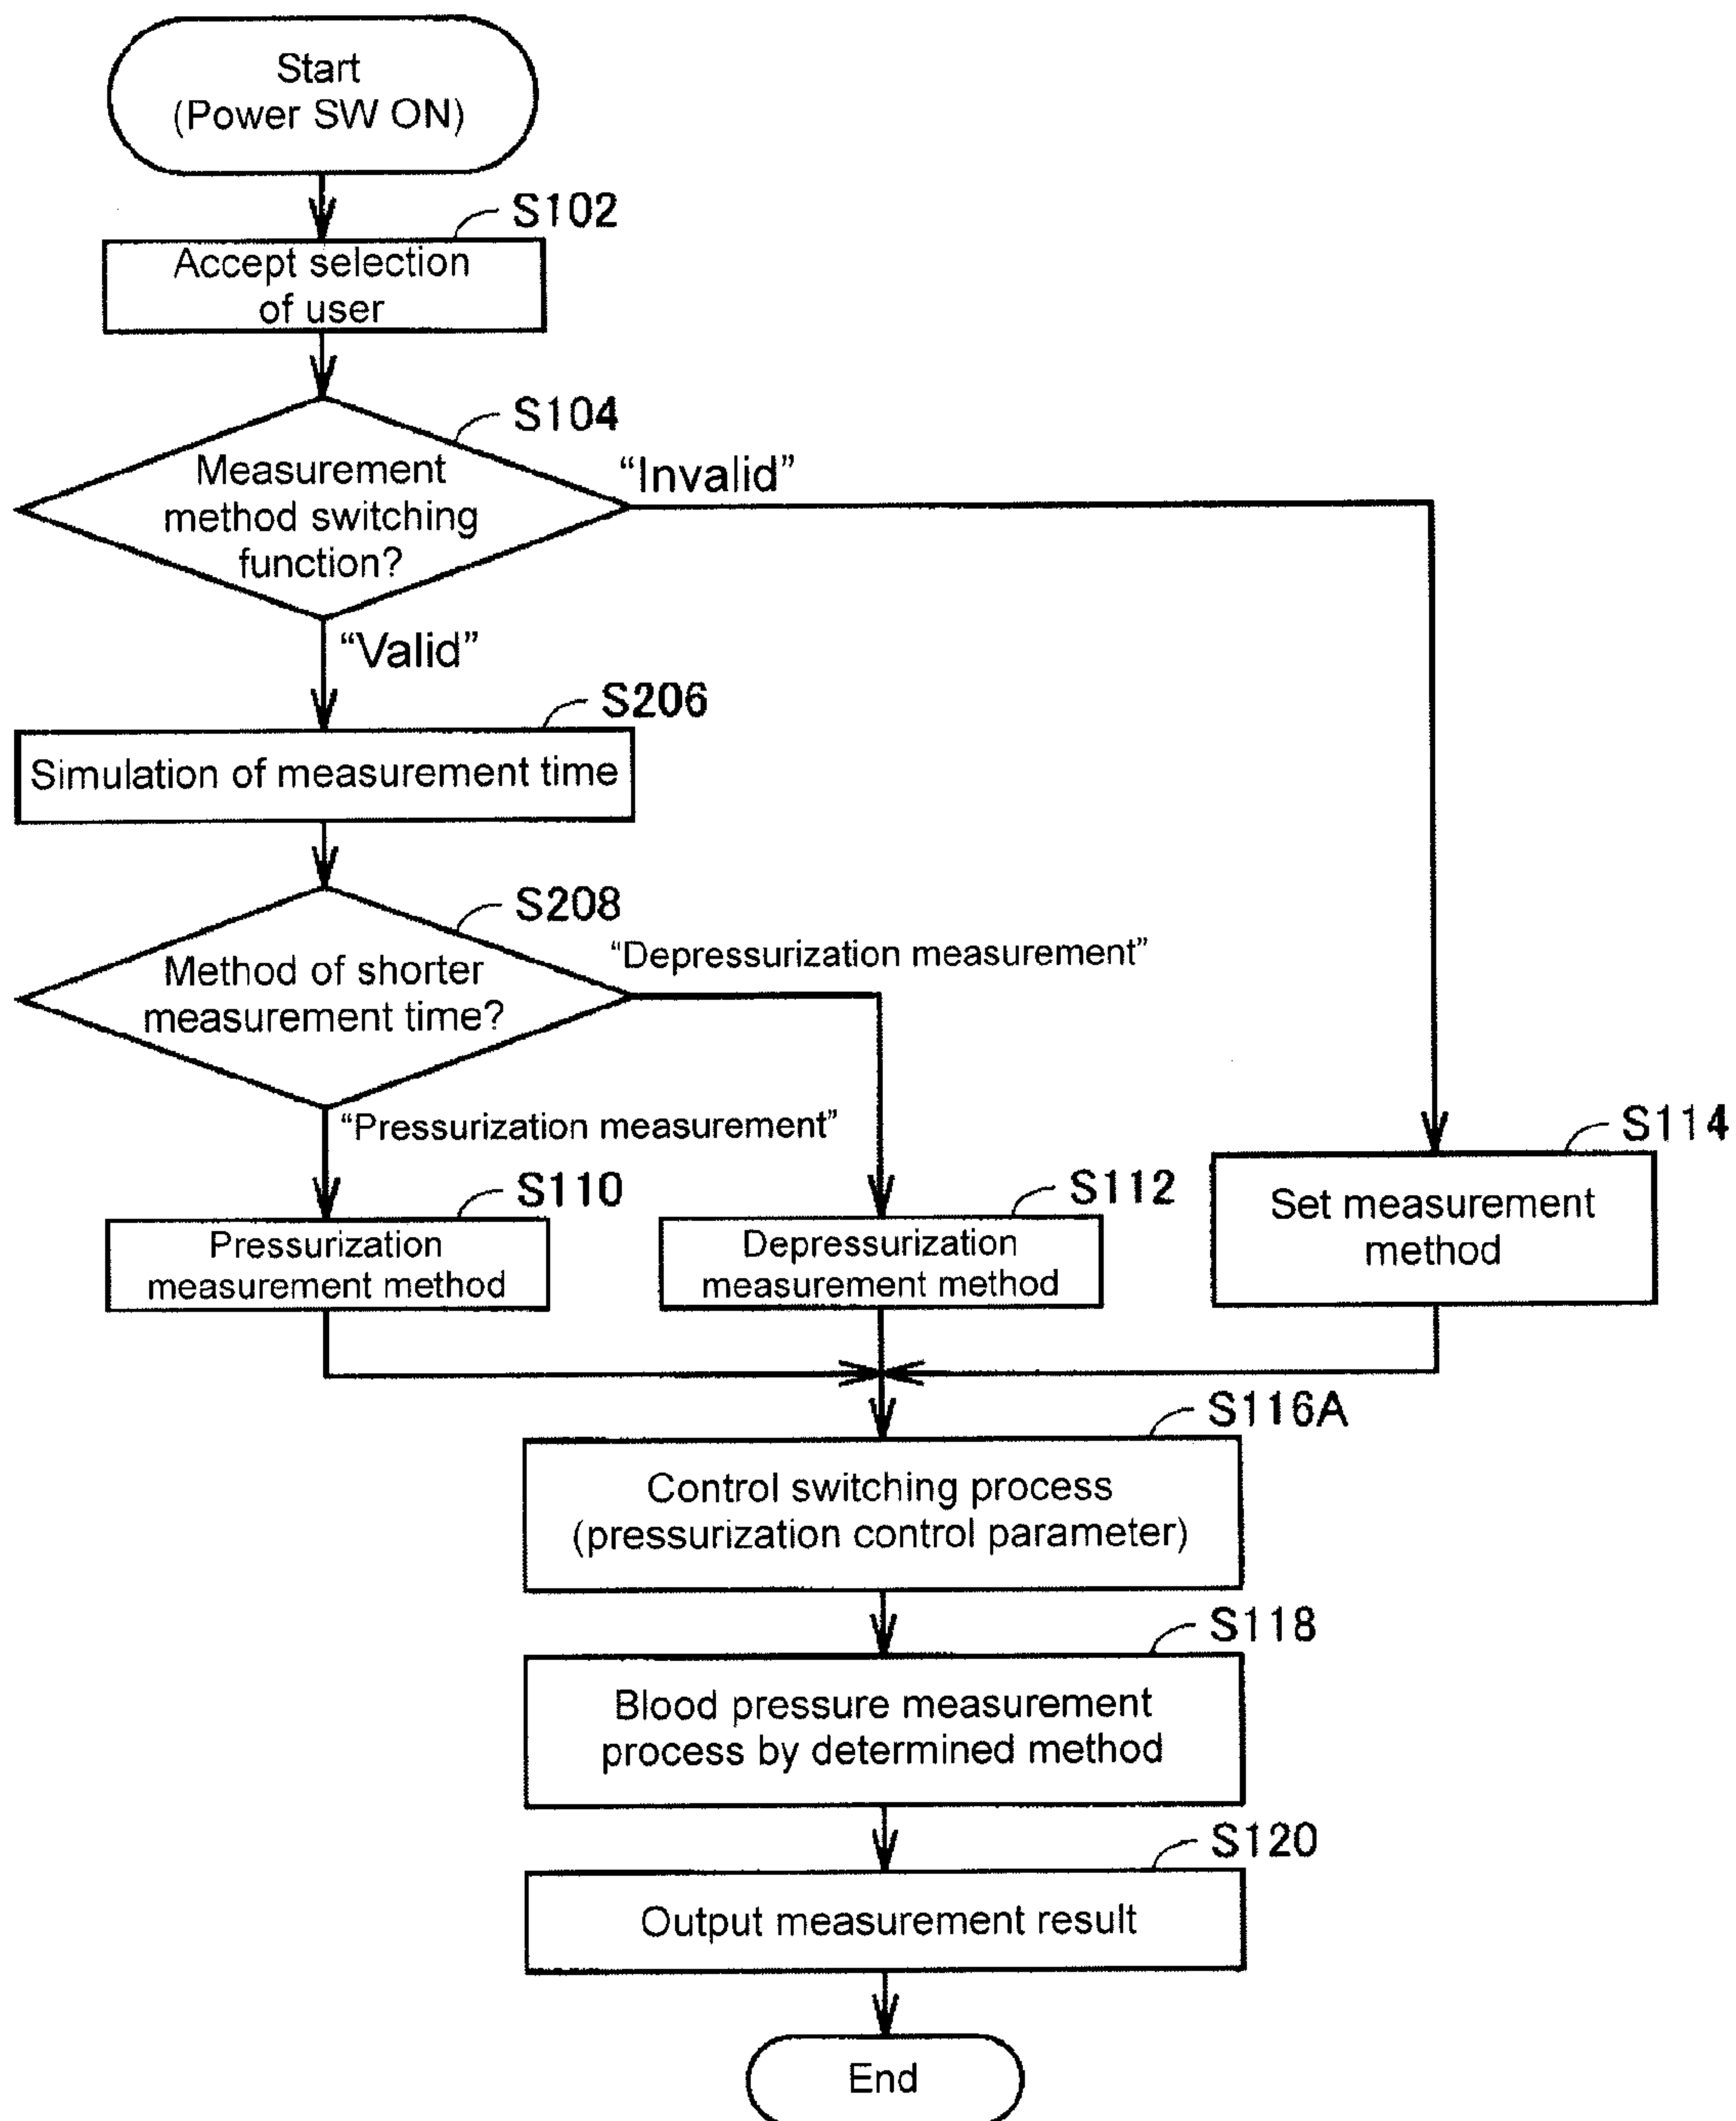 Start
(Power SW ON)
S102
Accept selection
of user
S104
Measurement
method switching
function?
“Invalid”
“Valid”
S206
Simulation of measurement time
S208
Method of shorter
measurement time?
“Depressurization measurement”
“Pressurization measurement”
S110
Pressurization
measurement method
S112
Depressurization
measurement method
S114
Set measurement
method
S116A
Control switching process
(pressurization control parameter)
S118
Blood pressure measurement
process by determined method
S120
Output measurement result
End